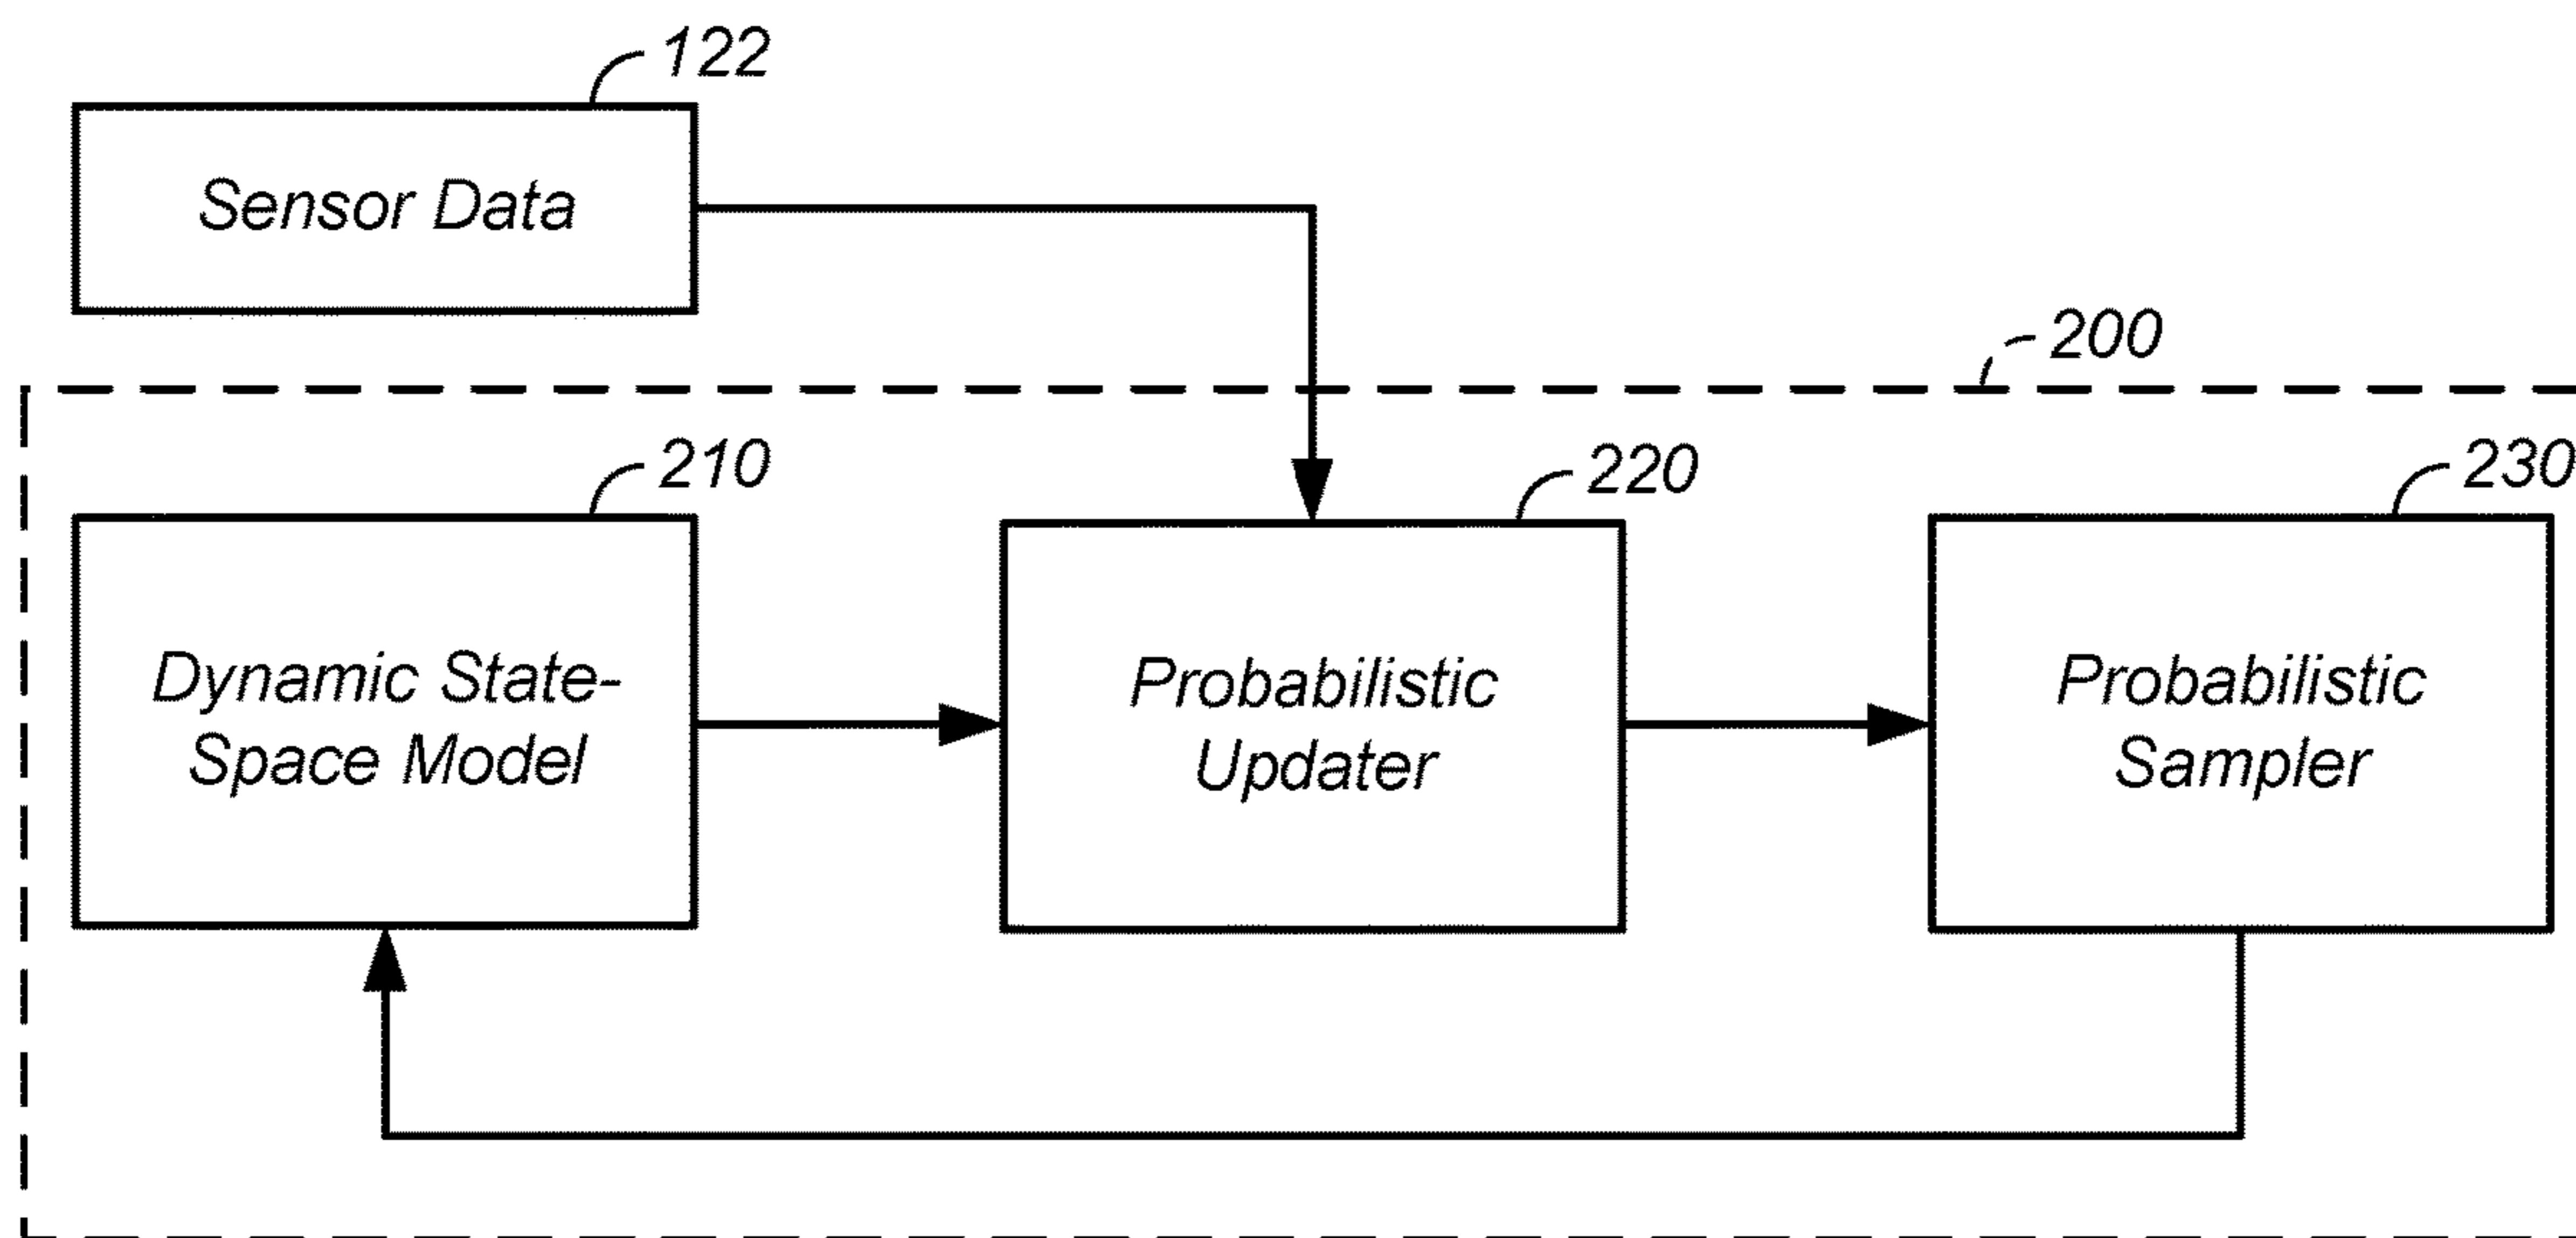 122
Sensor Data
200
210
220
230
Dynamic State-
Space Model
Probabilistic
Updater
Probabilistic
Sampler